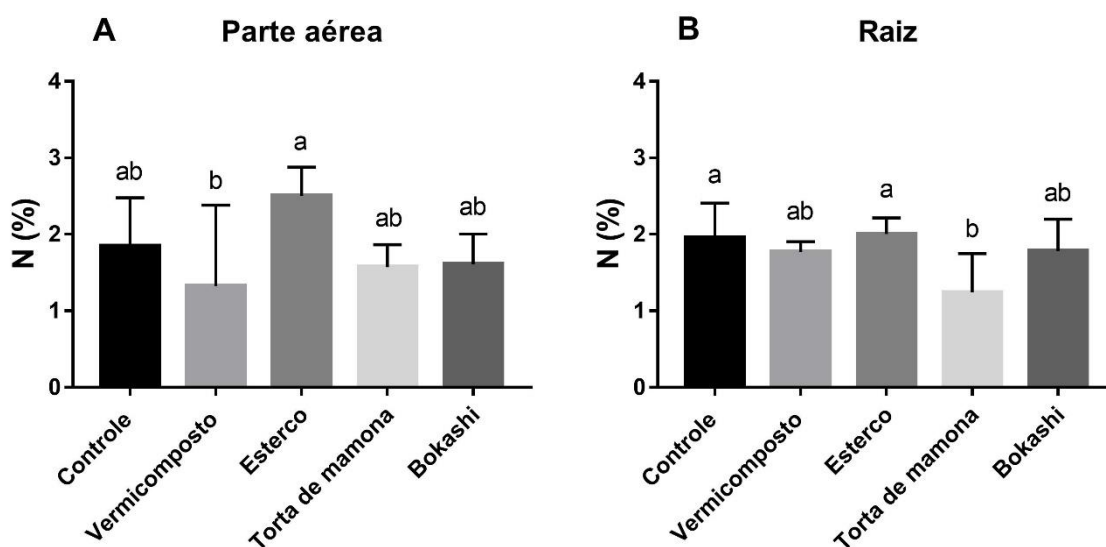 A Parte aérea
N (%)
4
3
2
1
0
ab
b
a
ab
ab
Controle
Vermicomposto
Esterco
Torta de mamona
Bokashi
B Raiz
N (%)
4
3
2
1
0
a
ab
a
b
ab
Controle
Vermicomposto
Esterco
Torta de mamona
Bokashi